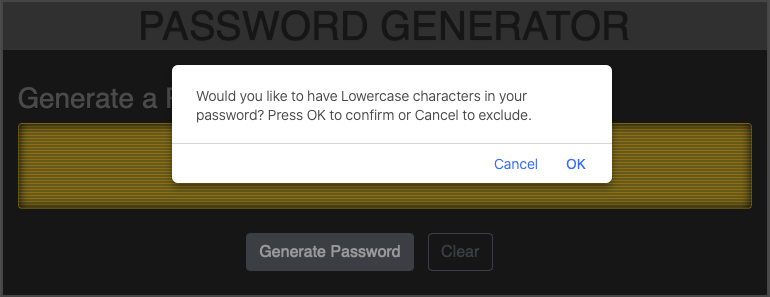 PASSWORD GENERATOR
Generate a
Would you like to have Lowercase characters in your
password? Press OK to confirm or Cancel to exclude.
Cancel OK
Generate Password Clear